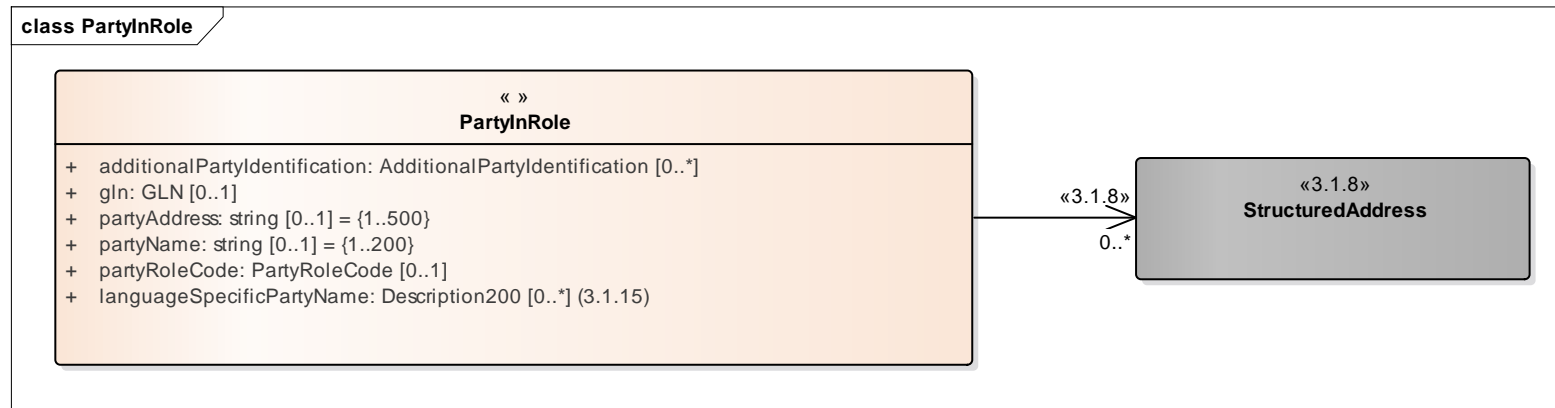 class PartyInRole
« »
PartyInRole
+ additionalPartyIdentification: AdditionalPartyIdentification [0..*]
+ gln: GLN [0..1]
+ partyAddress: string [0..1] = {1..500}
+ partyName: string [0..1] = {1..200}
+ partyRoleCode: PartyRoleCode [0..1]
+ languageSpecificPartyName: Description200 [0..*] (3.1.15)
«3.1.8»
0..*
«3.1.8»
StructuredAddress